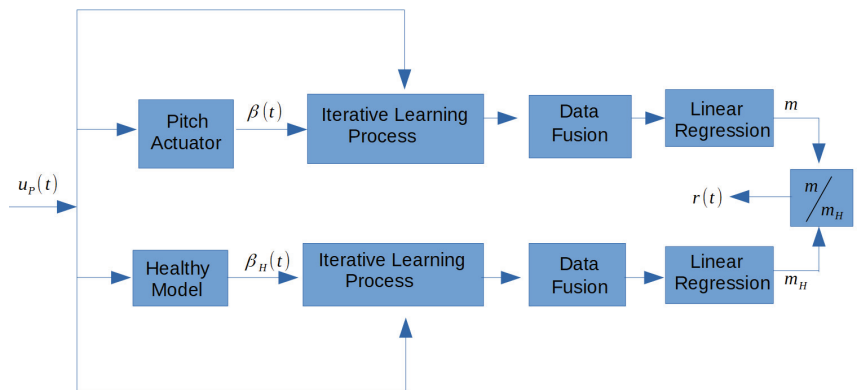 u_P(t)
Pitch
Actuator
β(t)
Iterative Learning
Process
Data
Fusion
Linear
Regression
m
m/m_H
r(t)
Healthy
Model
β_H(t)
Iterative Learning
Process
Data
Fusion
Linear
Regression
m_H